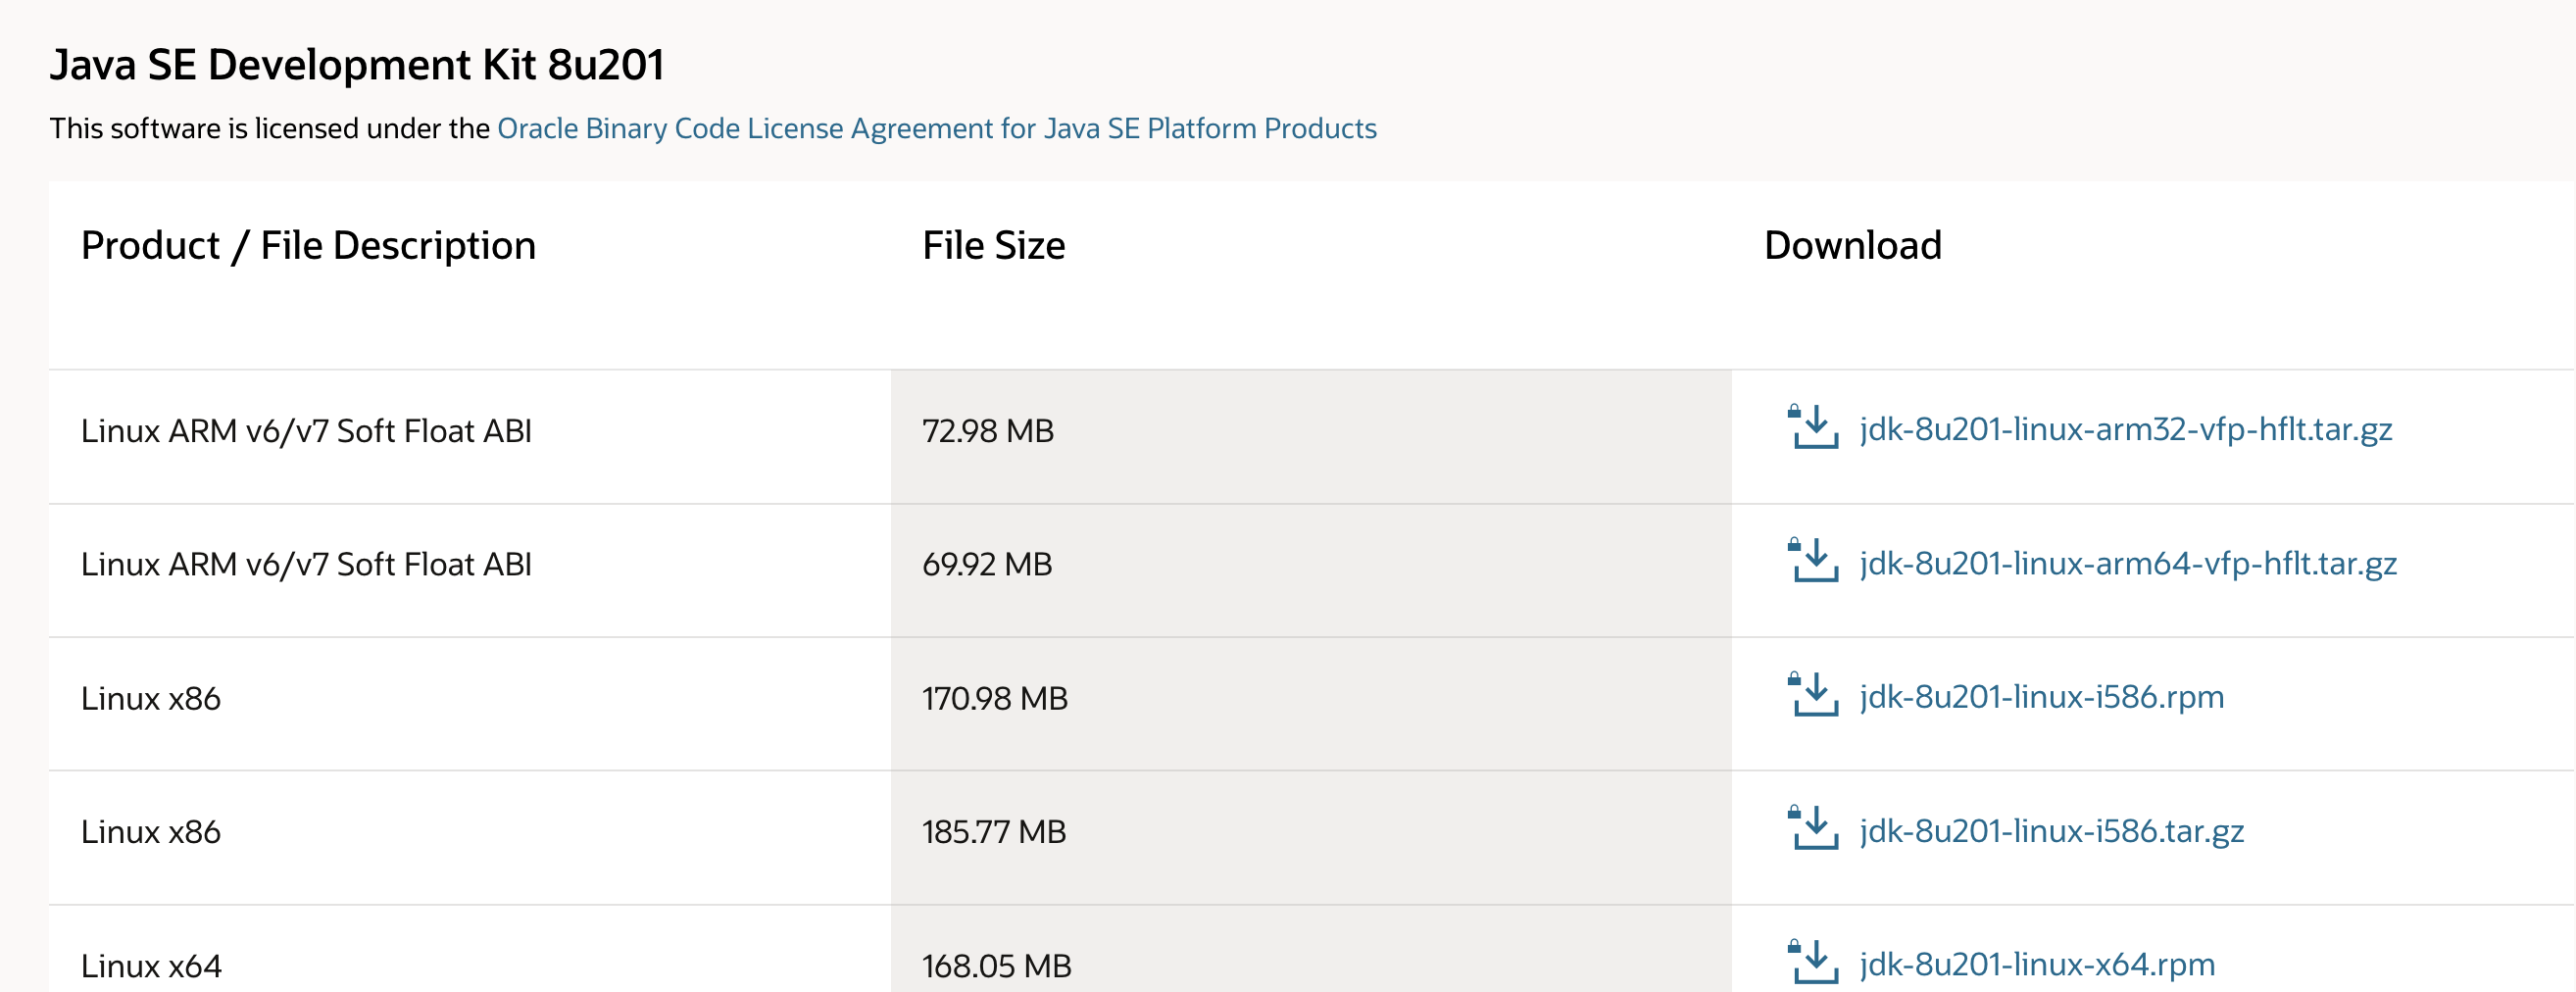 Java SE Development Kit 8u201
This software is licensed under the Oracle Binary Code License Agreement for Java SE Platform Products
Product / File Description File Size Download
Linux ARM v6/v7 Soft Float ABI 72.98 MB jdk-8u201-linux-arm32-vfp-hflt.tar.gz
Linux ARM v6/v7 Soft Float ABI 69.92 MB jdk-8u201-linux-arm64-vfp-hflt.tar.gz
Linux x86 170.98 MB jdk-8u201-linux-i586.rpm
Linux x86 185.77 MB jdk-8u201-linux-i586.tar.gz
Linux x64 168.05 MB jdk-8u201-linux-x64.rpm